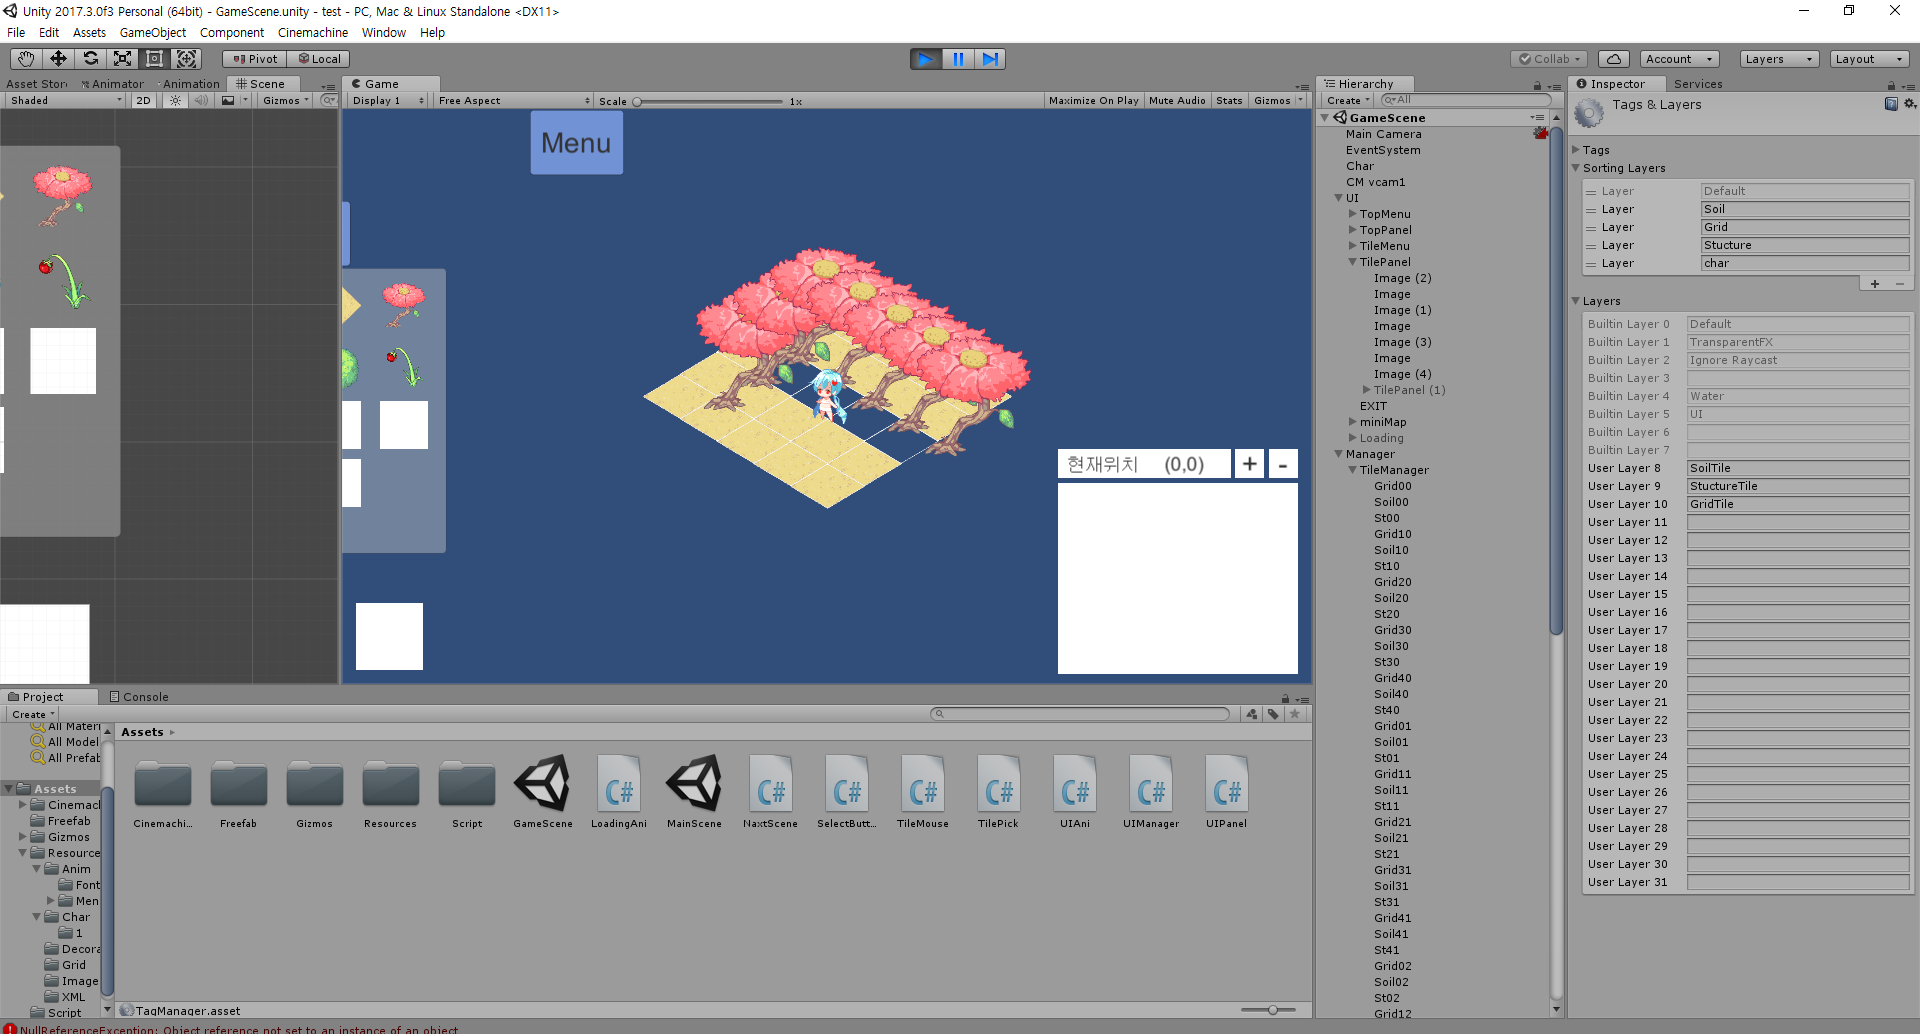 Unity 2017.3.0f3 Personal (64bit) - GameScene.unity - test - PC, Mac & Linux Standalone <DX11>
File Edit Assets GameObject Component Cinemachine Window Help
Pivot Local
Collab Account Layers Layout
Asset Stor Animator Animation Scene
Shaded 2D Gizmos
Game
Display 1 Free Aspect Scale 1x Maximize On Play Mute Audio Stats Gizmos
Menu
현재위치 (0,0) + -
Hierarchy
Create All
GameScene
Main Camera
EventSystem
Char
CM vcam1
UI
TopMenu
TopPanel
TileMenu
TilePanel
Image (2)
Image
Image (1)
Image
Image (3)
Image
Image (4)
TilePanel (1)
EXIT
miniMap
Loading
Manager
TileManager
Grid00
Soil00
St00
Grid10
Soil10
St10
Grid20
Soil20
St20
Grid30
Soil30
St30
Grid40
Soil40
St40
Grid01
Soil01
St01
Grid11
Soil11
St11
Grid21
Soil21
St21
Grid31
Soil31
St31
Grid41
Soil41
St41
Grid02
Soil02
St02
Grid12
Inspector Services
Tags & Layers
Tags
Sorting Layers
Layer Default
Layer Soil
Layer Grid
Layer Stucture
Layer char
+ −
Layers
Builtin Layer 0 Default
Builtin Layer 1 TransparentFX
Builtin Layer 2 Ignore Raycast
Builtin Layer 3
Builtin Layer 4 Water
Builtin Layer 5 UI
Builtin Layer 6
Builtin Layer 7
User Layer 8 SoilTile
User Layer 9 StuctureTile
User Layer 10 GridTile
User Layer 11
User Layer 12
User Layer 13
User Layer 14
User Layer 15
User Layer 16
User Layer 17
User Layer 18
User Layer 19
User Layer 20
User Layer 21
User Layer 22
User Layer 23
User Layer 24
User Layer 25
User Layer 26
User Layer 27
User Layer 28
User Layer 29
User Layer 30
User Layer 31
Project Console
Create
All Materi
All Model
All Prefab
Assets
Cinemacl
Freefab
Gizmos
Resource
Anim
Font
Men
Char
1
Decora
Grid
Image
XML
Script
Assets
Cinemachi... Freefab Gizmos Resources Script GameScene LoadingAni MainScene NaxtScene SelectButt... TileMouse TilePick UIAni UIManager UIPanel
C# C# C# C# C# C# C# C#
TagManager.asset
NullReferenceException: Object reference not set to an instance of an object